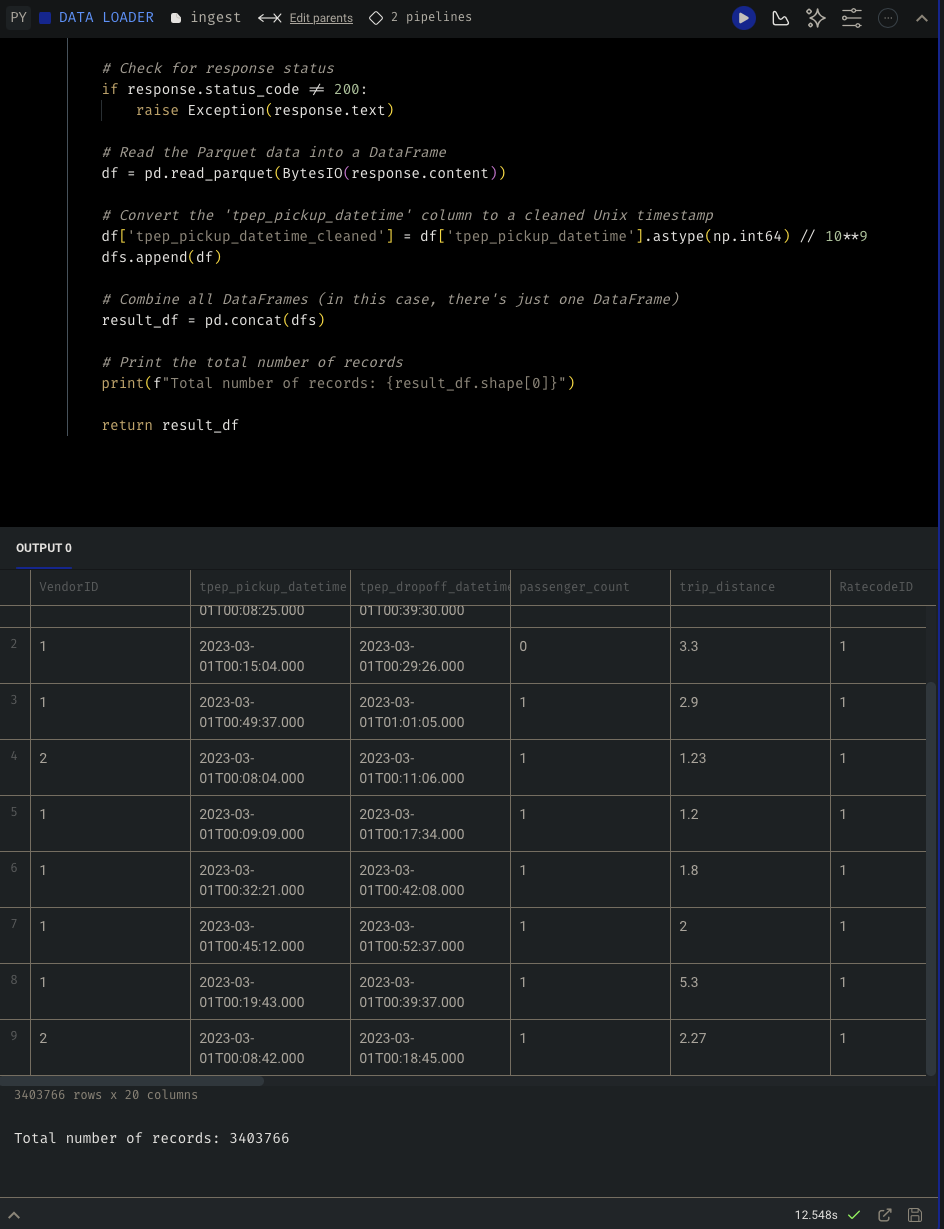 PY DATA LOADER ingest Edit parents 2 pipelines
# Check for response status
if response.status_code ≠ 200:
raise Exception(response.text)
# Read the Parquet data into a DataFrame
df = pd.read_parquet(BytesIO(response.content))
# Convert the 'tpep_pickup_datetime' column to a cleaned Unix timestamp
df['tpep_pickup_datetime_cleaned'] = df['tpep_pickup_datetime'].astype(np.int64) // 10**9
dfs.append(df)
# Combine all DataFrames (in this case, there's just one DataFrame)
result_df = pd.concat(dfs)
# Print the total number of records
print(f"Total number of records: {result_df.shape[0]}")
return result_df
OUTPUT 0
VendorID tpep_pickup_datetime tpep_dropoff_datetime passenger_count trip_distance RatecodeID
01T00:08:25.000 01T00:39:30.000
2 1 2023-03- 2023-03- 0 3.3 1
01T00:15:04.000 01T00:29:26.000
3 1 2023-03- 2023-03- 1 2.9 1
01T00:49:37.000 01T01:01:05.000
4 2 2023-03- 2023-03- 1 1.23 1
01T00:08:04.000 01T00:11:06.000
5 1 2023-03- 2023-03- 1 1.2 1
01T00:09:09.000 01T00:17:34.000
6 1 2023-03- 2023-03- 1 1.8 1
01T00:32:21.000 01T00:42:08.000
7 1 2023-03- 2023-03- 1 2 1
01T00:45:12.000 01T00:52:37.000
8 1 2023-03- 2023-03- 1 5.3 1
01T00:19:43.000 01T00:39:37.000
9 2 2023-03- 2023-03- 1 2.27 1
01T00:08:42.000 01T00:18:45.000
3403766 rows x 20 columns
Total number of records: 3403766
12.548s